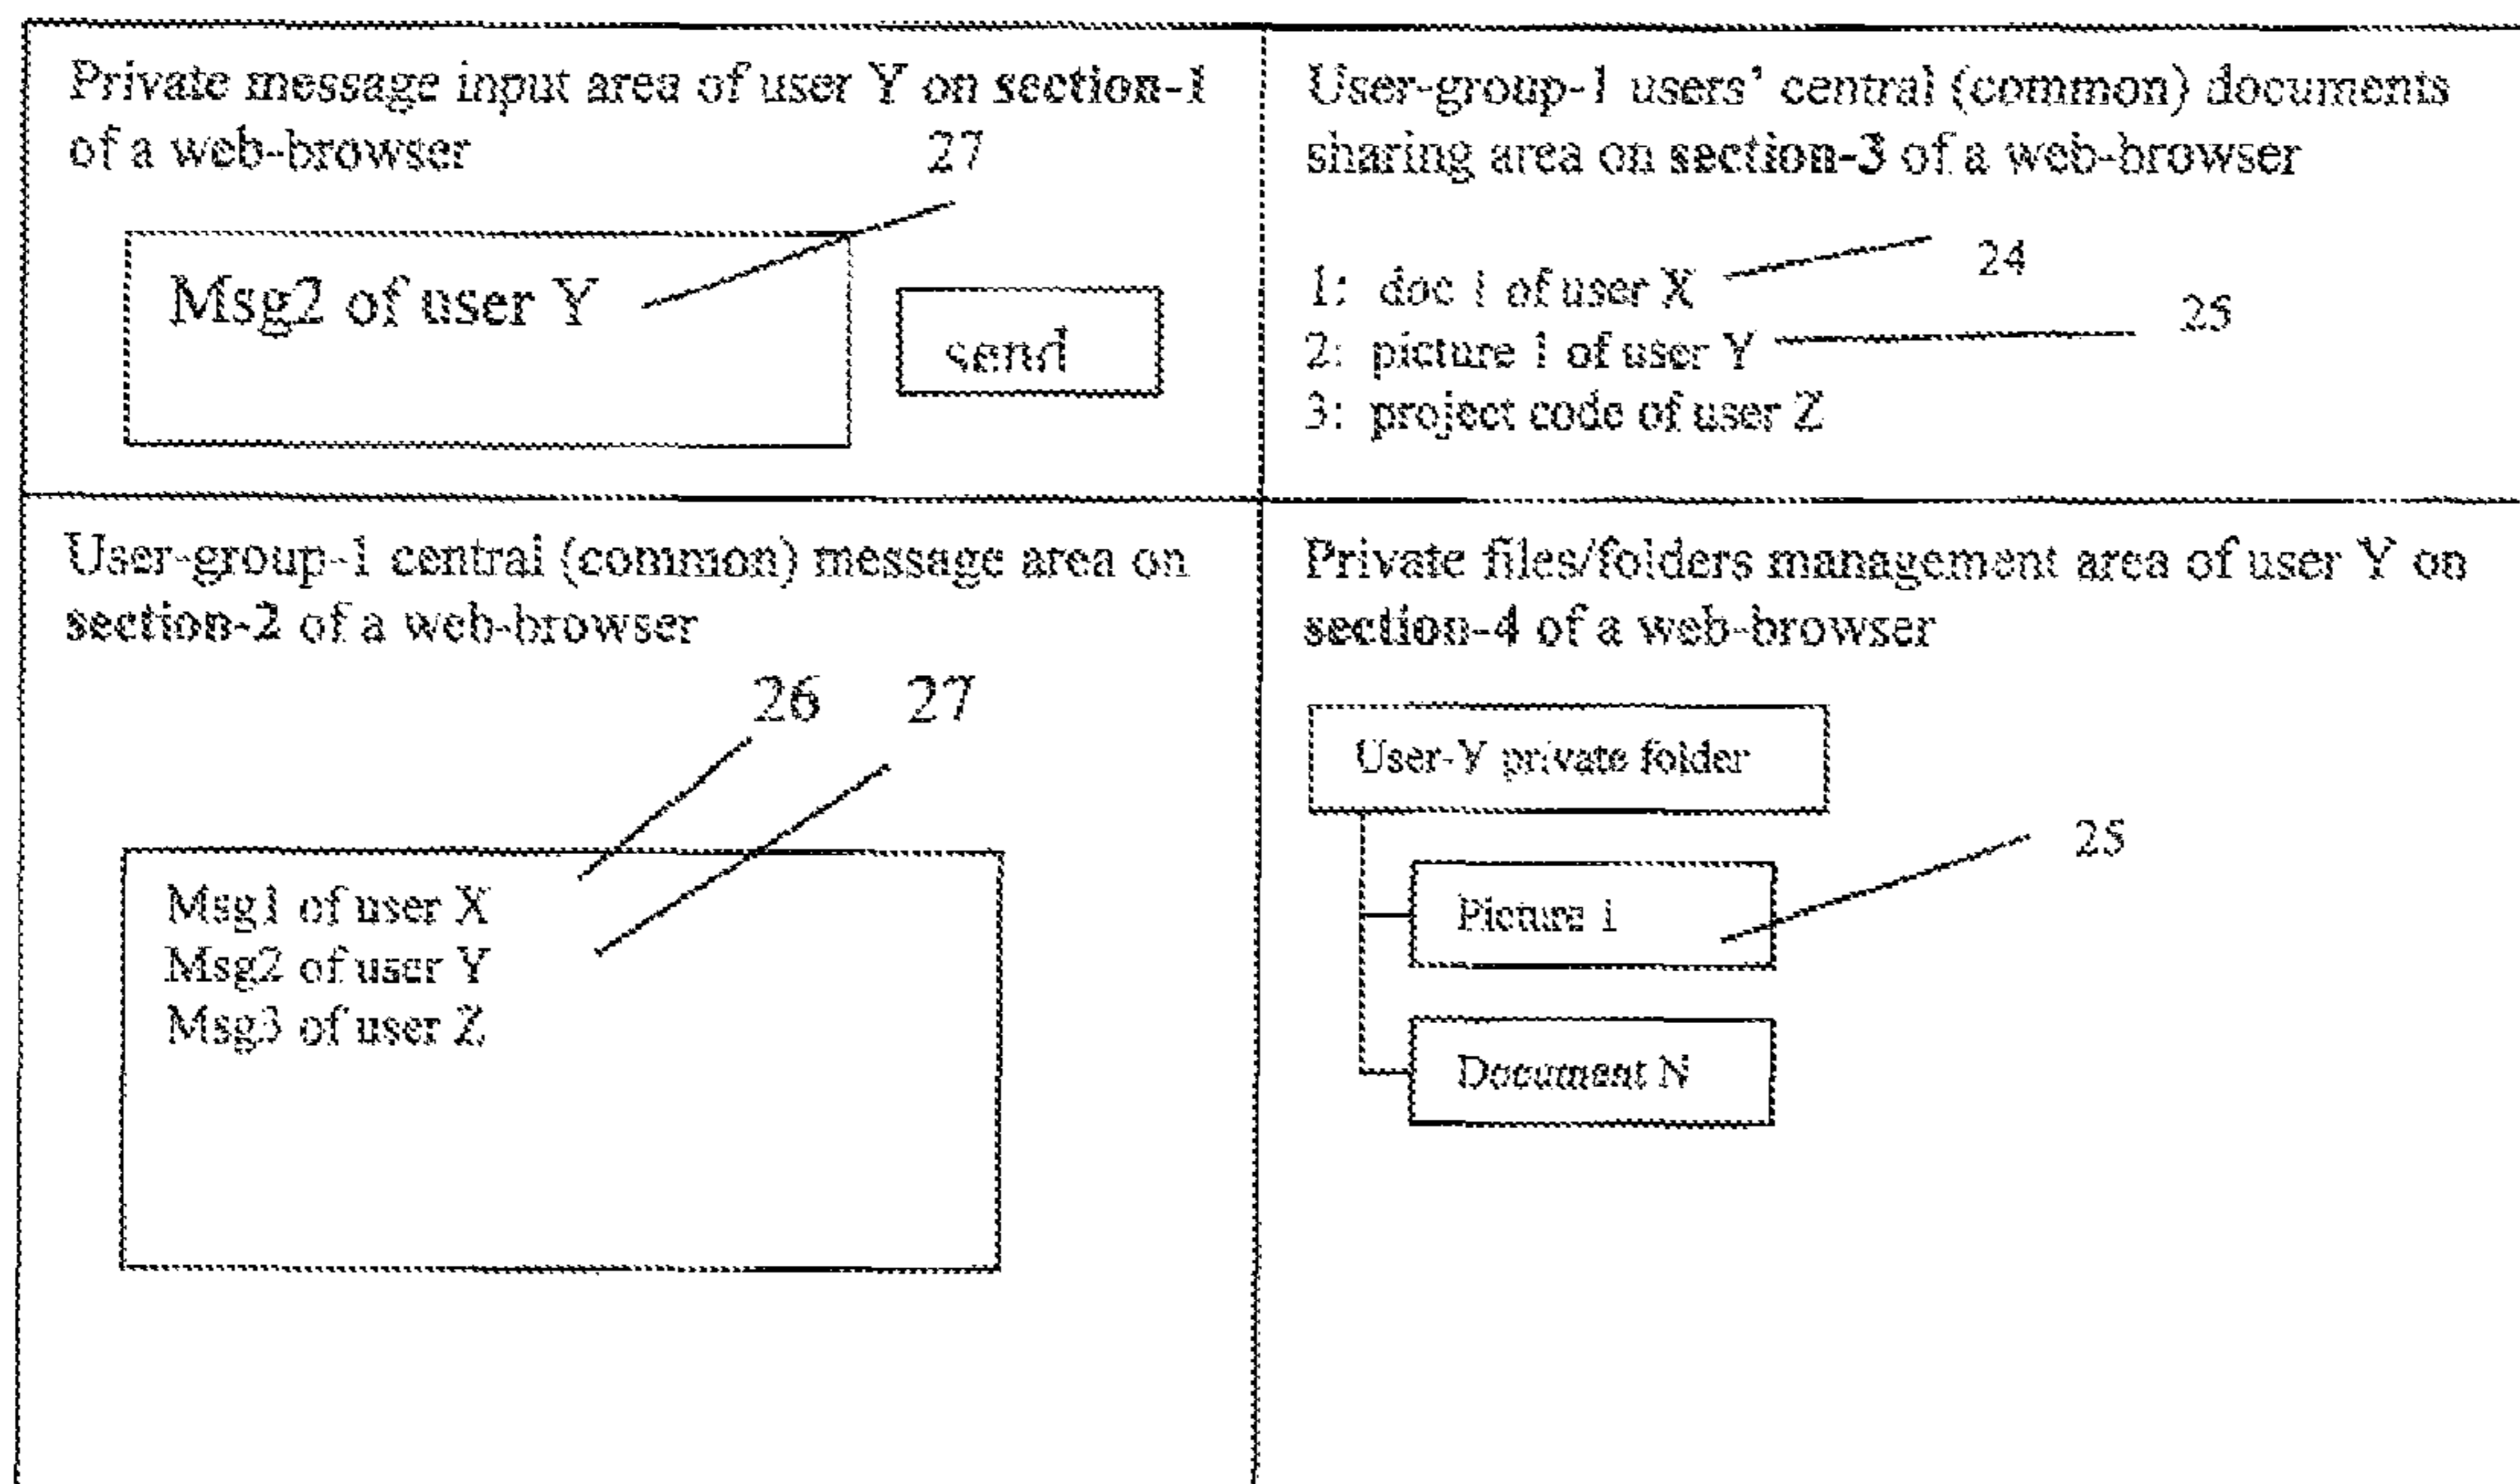 Private message input area of user Y on section-1
of a web-browser
27
Msg2 of user Y
send
User-group-1 users' central (common) documents
sharing area on section-3 of a web-browser
24
1: doc 1 of user X
25
2: picture 1 of user Y
3: project code of user Z
User-group-1 central (common) message area on
section-2 of a web-browser
26 27
Msg1 of user X
Msg2 of user Y
Msg3 of user Z
Private files/folders management area of user Y on
section-4 of a web-browser
User-Y private folder
25
Picture 1
Document N